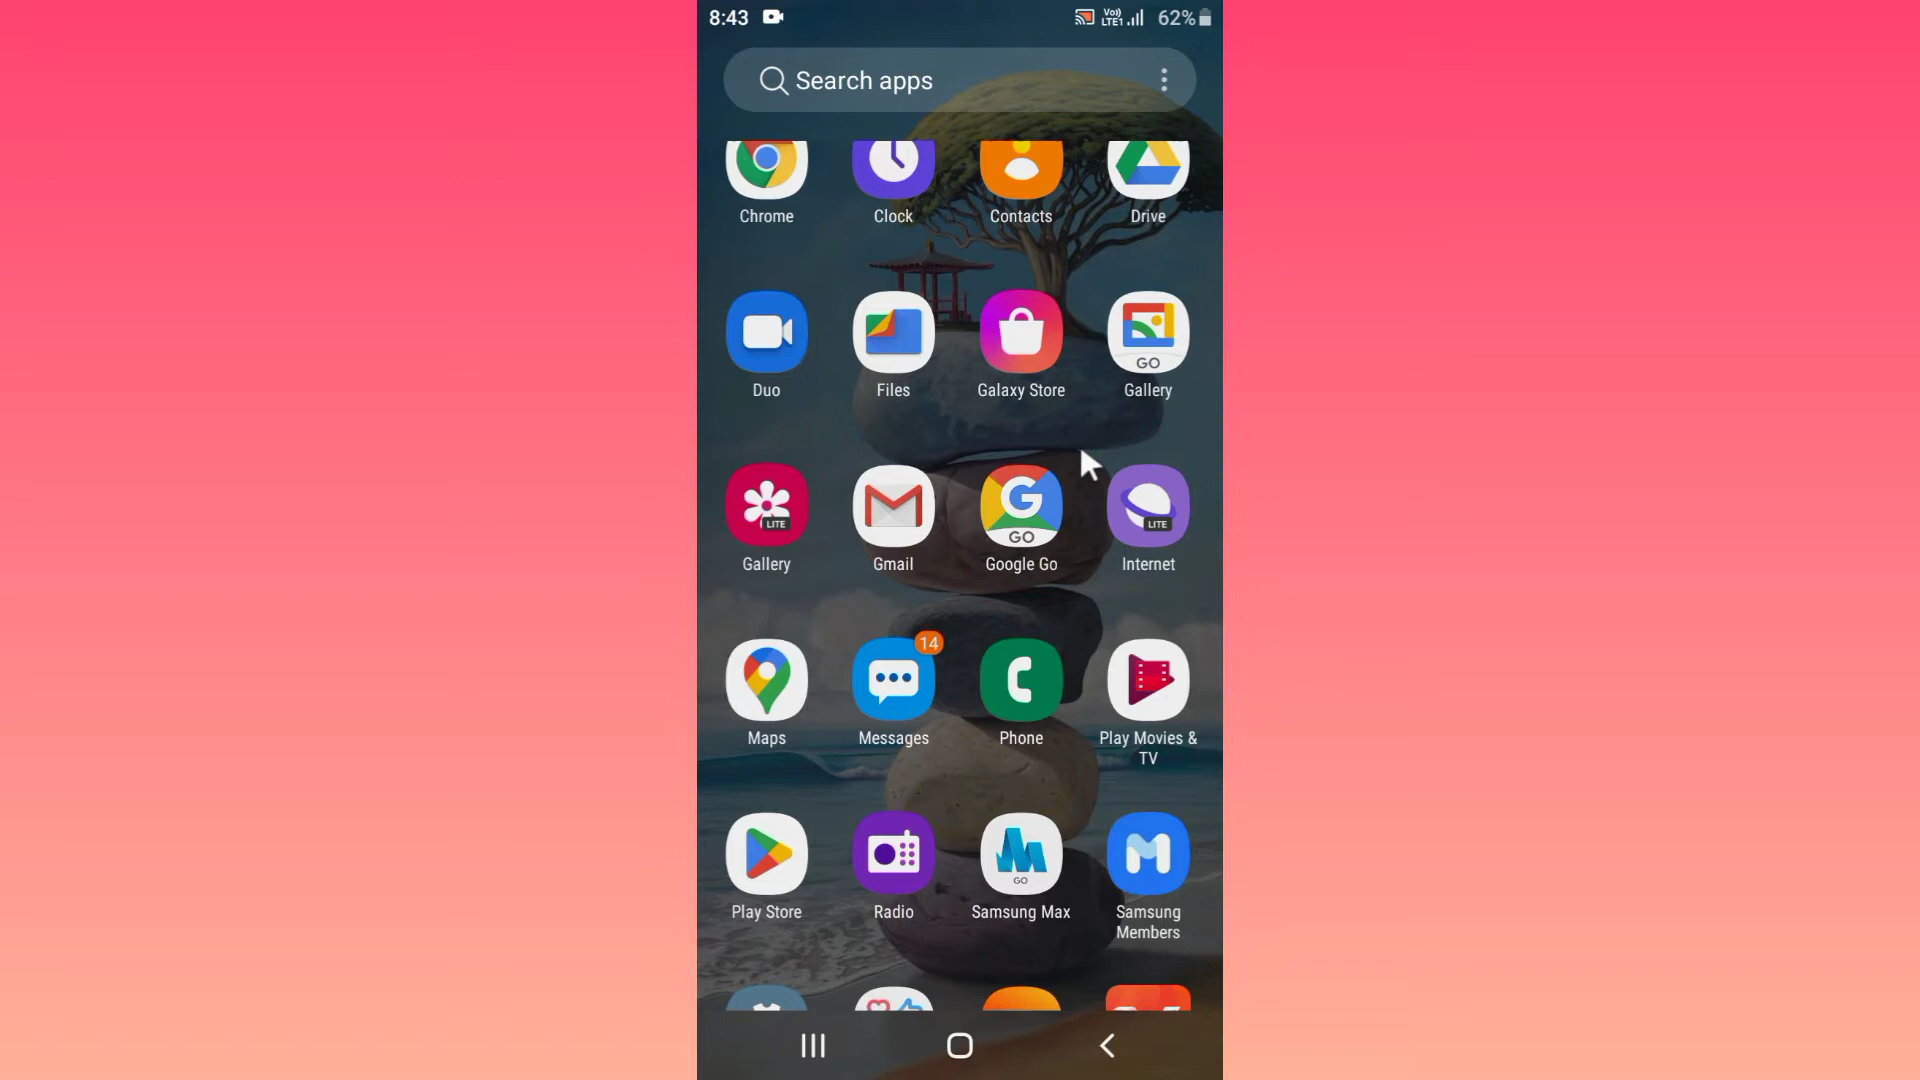 8:43
Vo))
LTE1
62%
Search apps
Chrome
Clock
Contacts
Drive
GO
Duo
Files
Galaxy Store
Gallery
LITE
GO
LITE
Gallery
Gmail
Google Go
Internet
14
Maps
Messages
Phone
Play Movies &
TV
GO
Play Store
Radio
Samsung Max
Samsung
Members